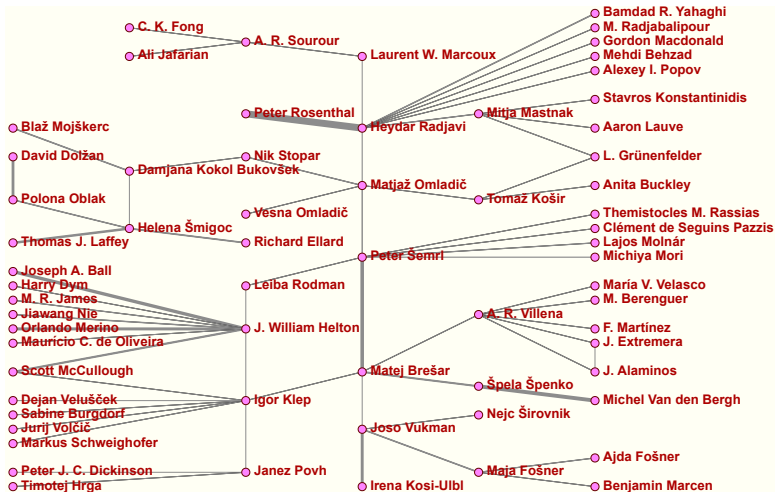 Bamdad R. Yahaghi
C. K. Fong
M. Radjabalipour
A. R. Sourour
Gordon Macdonald
Ali Jafarian
Laurent W. Marcoux
Mehdi Behzad
Alexey I. Popov
Stavros Konstantinidis
Peter Rosenthal
Mitja Mastnak
Blaž Mojškerc
Heydar Radjavi
Aaron Lauve
David Dolžan
Nik Stopar
L. Grünenfelder
Damjana Kokol Bukovšek
Matjaž Omladič
Anita Buckley
Polona Oblak
Tomaž Košir
Vesna Omladič
Themistocles M. Rassias
Helena Šmigoc
Clément de Seguins Pazzis
Thomas J. Laffey
Richard Ellard
Lajos Molnár
Peter Šemrl
Michiya Mori
Joseph A. Ball
Harry Dym
Leiba Rodman
María V. Velasco
M. R. James
M. Berenguer
Jiawang Nie
A. R. Villena
Orlando Merino
J. William Helton
F. Martínez
Maurício C. de Oliveira
J. Extremera
Scott McCullough
Matej Brešar
J. Alaminos
Špela Špenko
Dejan Velušček
Igor Klep
Michel Van den Bergh
Sabine Burgdorf
Nejc Širovnik
Jurij Volčič
Joso Vukman
Markus Schweighofer
Ajda Fošner
Peter J. C. Dickinson
Janez Povh
Maja Fošner
Timotej Hrga
Irena Kosi-Ulbl
Benjamin Marcen